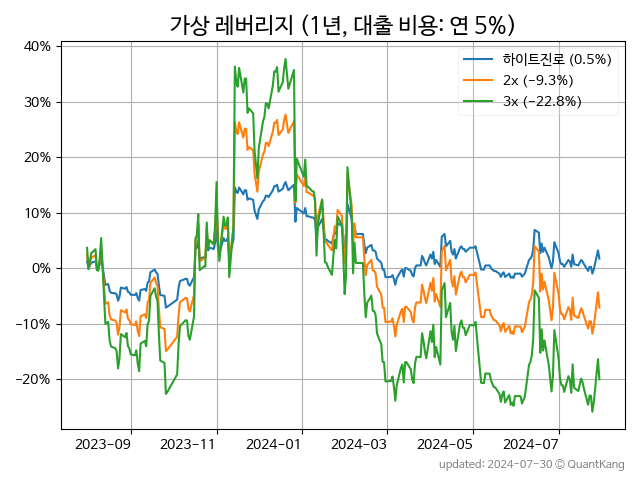 가상 레버리지 (1년, 대출 비용: 연 5%)
40%
30%
20%
10%
0%
−10%
−20%
하이트진로 (0.5%)
2x (−9.3%)
3x (−22.8%)
2023-09
2023-11
2024-01
2024-03
2024-05
2024-07
updated: 2024-07-30 © QuantKang